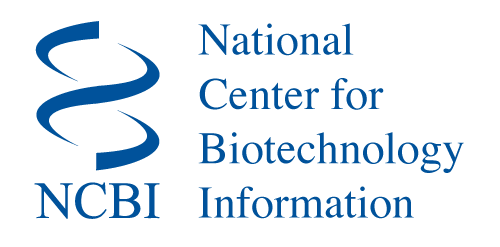 NCBI
National
Center for
Biotechnology
Information